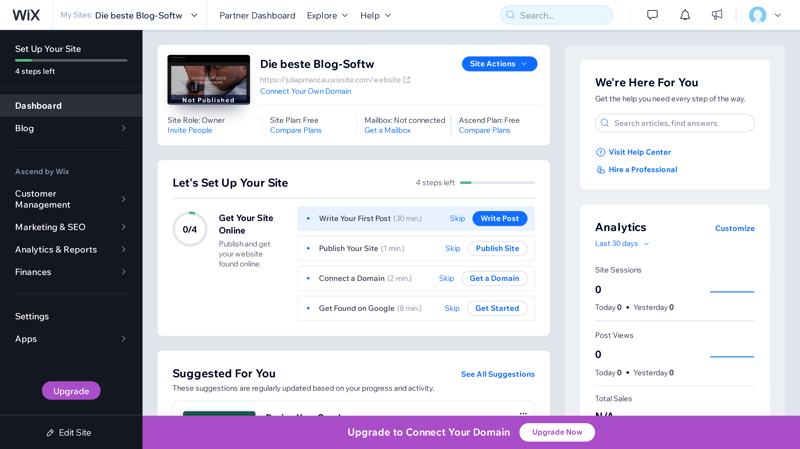 WiX
My Sites: Die beste Blog-Softw
Partner Dashboard
Explore
Help
Search...
Set Up Your Site
4 steps left
Dashboard
Blog
Ascend by Wix
Customer
Management
Marketing & SEO
Analytics & Reports
Finances
Settings
Apps
Upgrade
Edit Site
Not Published
Die beste Blog-Softw
https://juliapmanzau.wixsite.com/website
Connect Your Own Domain
Site Actions
Site Role: Owner
Invite People
Site Plan: Free
Compare Plans
Mailbox: Not connected
Get a Mailbox
Ascend Plan: Free
Compare Plans
Let's Set Up Your Site
4 steps left
0/4
Get Your Site
Online
Publish and get
your website
found online.
Write Your First Post (30 min.) Skip Write Post
Publish Your Site (1 min.) Skip Publish Site
Connect a Domain (2 min.) Skip Get a Domain
Get Found on Google (8 min.) Skip Get Started
Suggested For You
See All Suggestions
These suggestions are regularly updated based on your progress and activity.
We're Here For You
Get the help you need every step of the way.
Search articles, find answers.
Visit Help Center
Hire a Professional
Analytics
Customize
Last 30 days
Site Sessions
0
Today 0 • Yesterday 0
Post Views
0
Today 0 • Yesterday 0
Total Sales
N/A
Upgrade to Connect Your Domain
Upgrade Now